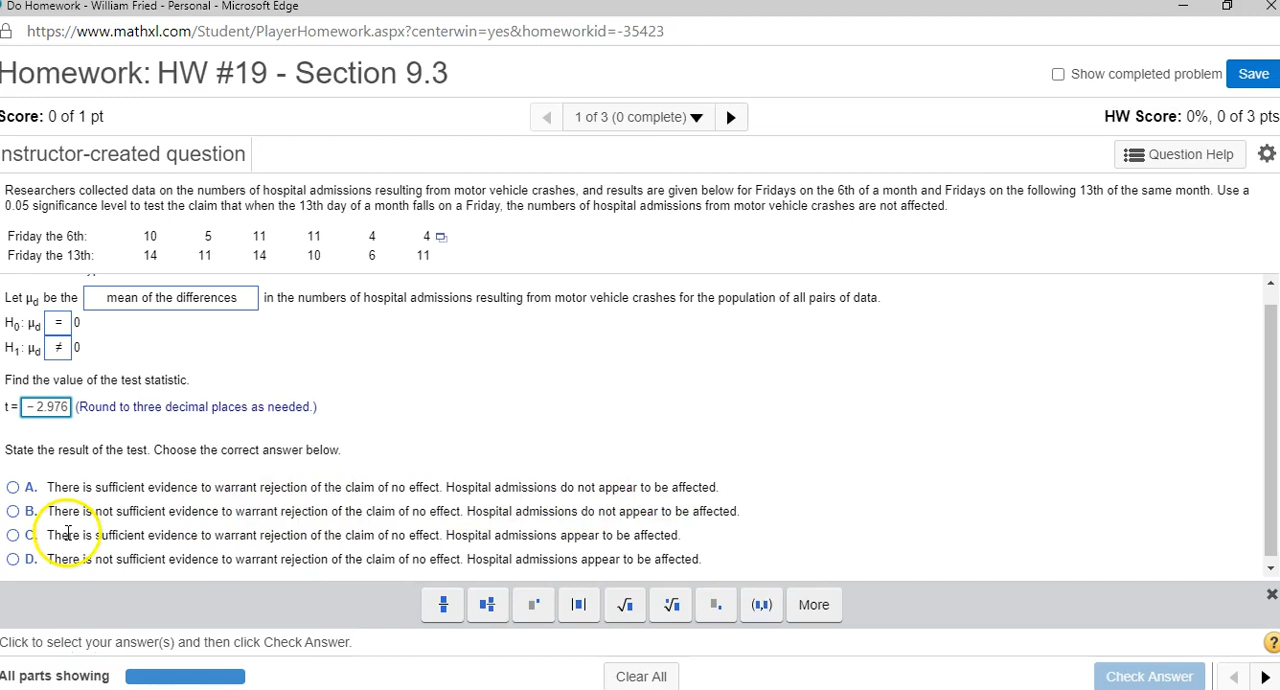 Do Homework - William Fried - Personal - Microsoft Edge
https://www.mathxl.com/Student/PlayerHomework.aspx?centerwin=yes&homeworkid=-35423
Homework: HW #19 - Section 9.3
Show completed problem
Save
Score: 0 of 1 pt
1 of 3 (0 complete)
HW Score: 0%, 0 of 3 pts
nstructor-created question
Question Help
Researchers collected data on the numbers of hospital admissions resulting from motor vehicle crashes, and results are given below for Fridays on the 6th of a month and Fridays on the following 13th of the same month. Use a
0.05 significance level to test the claim that when the 13th day of a month falls on a Friday, the numbers of hospital admissions from motor vehicle crashes are not affected.
Friday the 6th: 10 5 11 11 4 4
Friday the 13th: 14 11 14 10 6 11
Let μd be the mean of the differences in the numbers of hospital admissions resulting from motor vehicle crashes for the population of all pairs of data.
H0: μd = 0
H1: μd ≠ 0
Find the value of the test statistic.
t = − 2.976 (Round to three decimal places as needed.)
State the result of the test. Choose the correct answer below.
A. There is sufficient evidence to warrant rejection of the claim of no effect. Hospital admissions do not appear to be affected.
B. There is not sufficient evidence to warrant rejection of the claim of no effect. Hospital admissions do not appear to be affected.
C. There is sufficient evidence to warrant rejection of the claim of no effect. Hospital admissions appear to be affected.
D. There is not sufficient evidence to warrant rejection of the claim of no effect. Hospital admissions appear to be affected.
More
Click to select your answer(s) and then click Check Answer.
All parts showing
Clear All
Check Answer